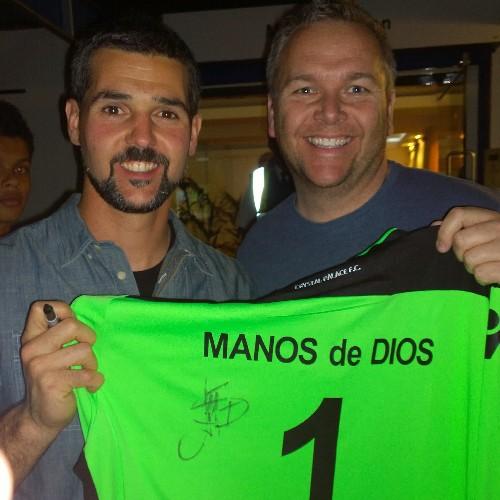 CRYSTAL PALACE F.C.
MANOS de DIOS
1